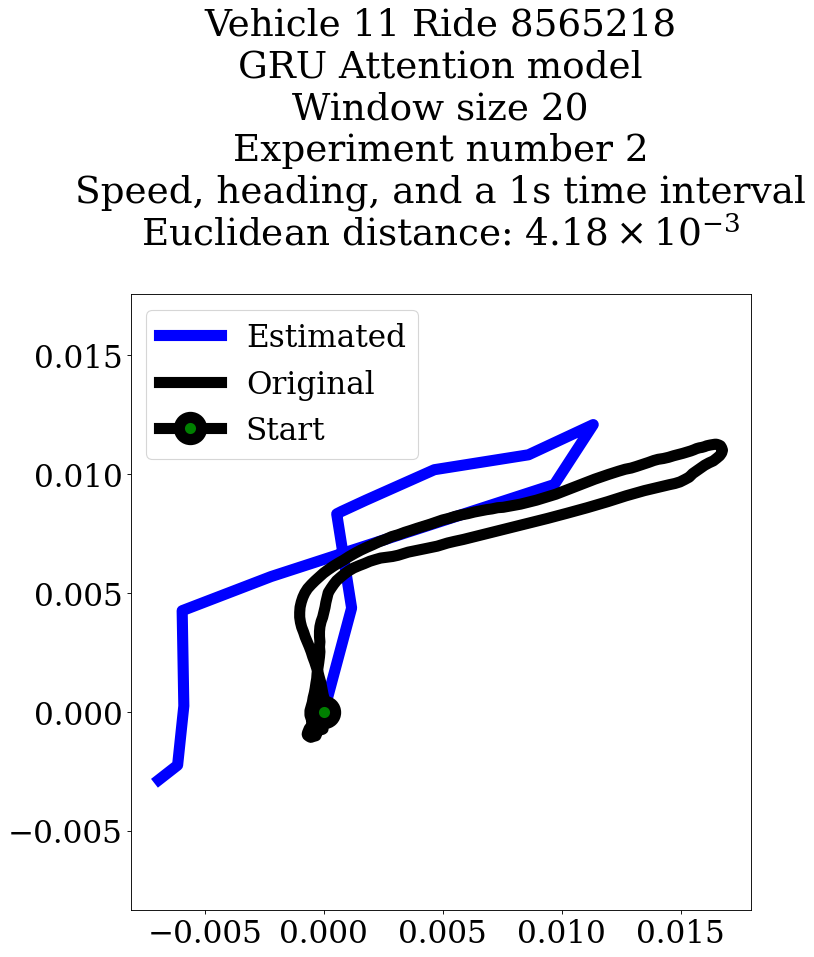 Vehicle 11 Ride 8565218
GRU Attention model
Window size 20
Experiment number 2
Speed, heading, and a 1s time interval
Euclidean distance: 4.18 × 10⁻³
Estimated
Original
Start
0.015
0.010
0.005
0.000
−0.005
−0.005 0.000 0.005 0.010 0.015